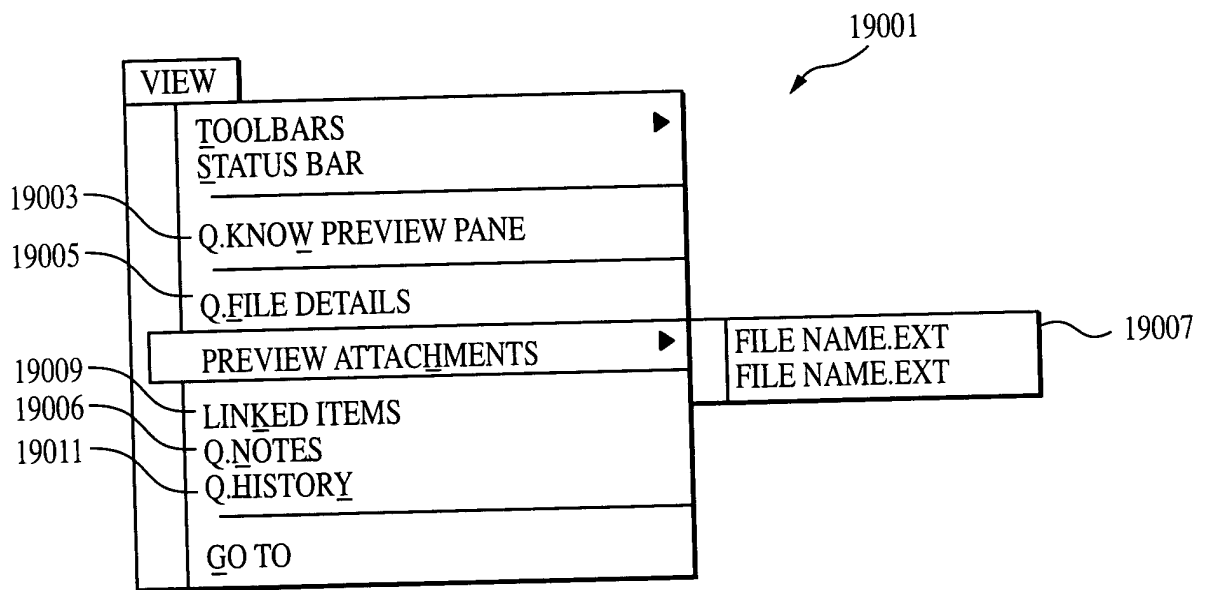 19001
VIEW
TOOLBARS
STATUS BAR
19003
Q.KNOW PREVIEW PANE
19005
Q.FILE DETAILS
PREVIEW ATTACHMENTS
FILE NAME.EXT
FILE NAME.EXT
19007
19009
LINKED ITEMS
19006
Q.NOTES
19011
Q.HISTORY
GO TO